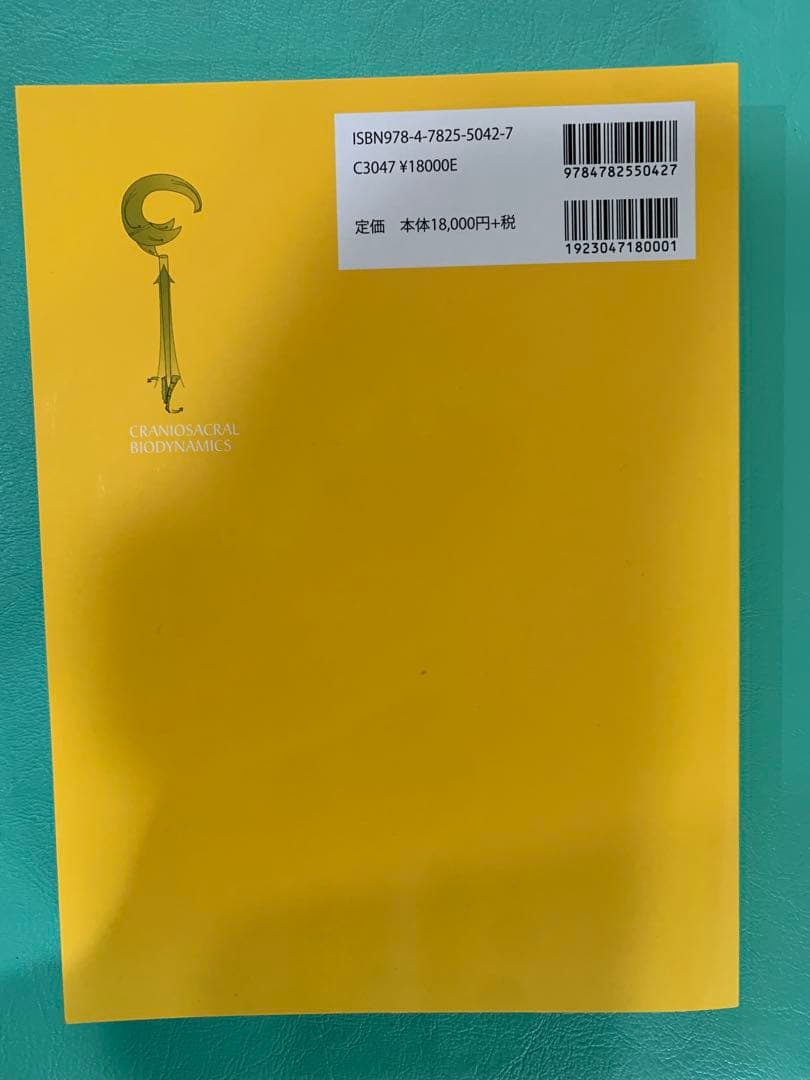 ISBN978-4-7825-5042-7
C3047 ¥18000E
定価 本体18,000円+税
9784782550427
1923047180001
CRANIOSACRAL
BIODYNAMICS